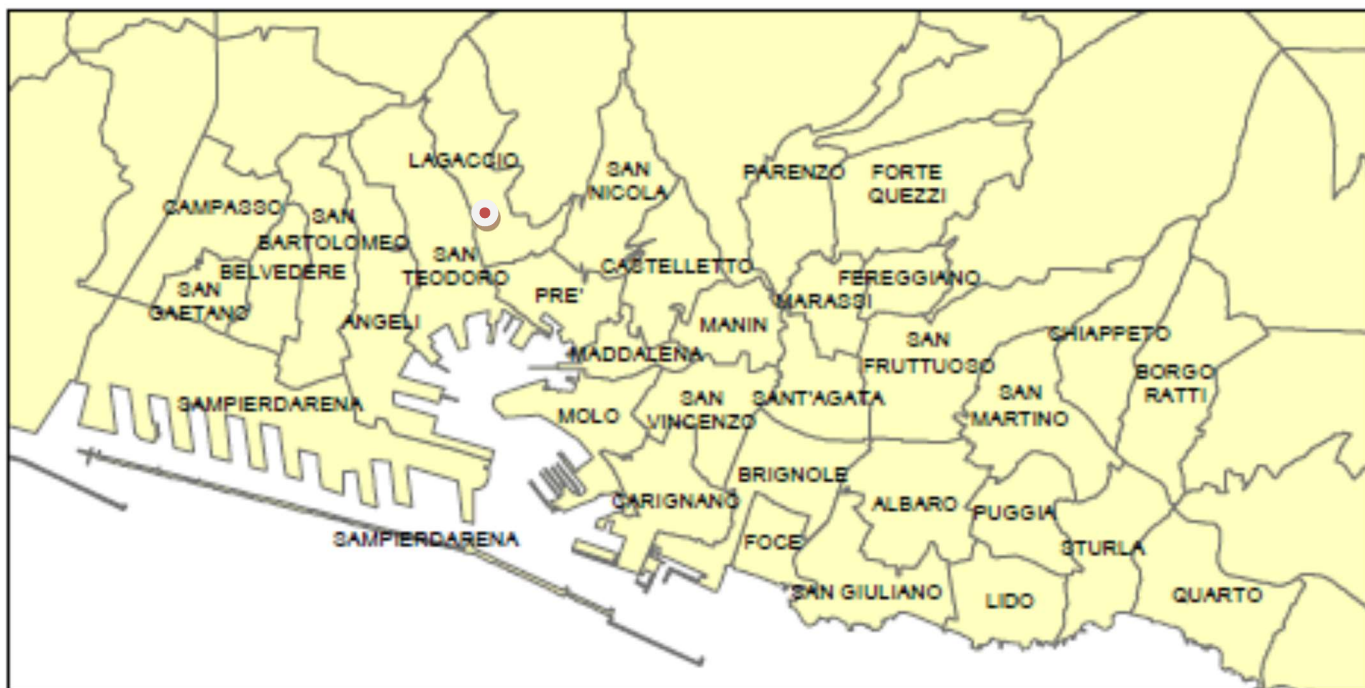 LAGACCIO
SAN
NICOLA
PARENZO
FORTE
QUEZZI
CAMPASSO
SAN
BARTOLOMEO
BELVEDERE
SAN
TEODORO
CASTELLETTO
FEREGGIANO
SAN
GAETANO
PRE'
MARASSI
ANGELI
MANIN
MADDALENA
SAN
FRUTTUOSO
CHIAPPETO
BORGO
RATTI
SAMPIERDARENA
MOLO
SAN
VINCENZO
SANT'AGATA
SAN
MARTINO
BRIGNOLE
CARIGNANO
ALBARO
PUGGIA
SAMPIERDARENA
FOCE
STURLA
SAN GIULIANO
LIDO
QUARTO